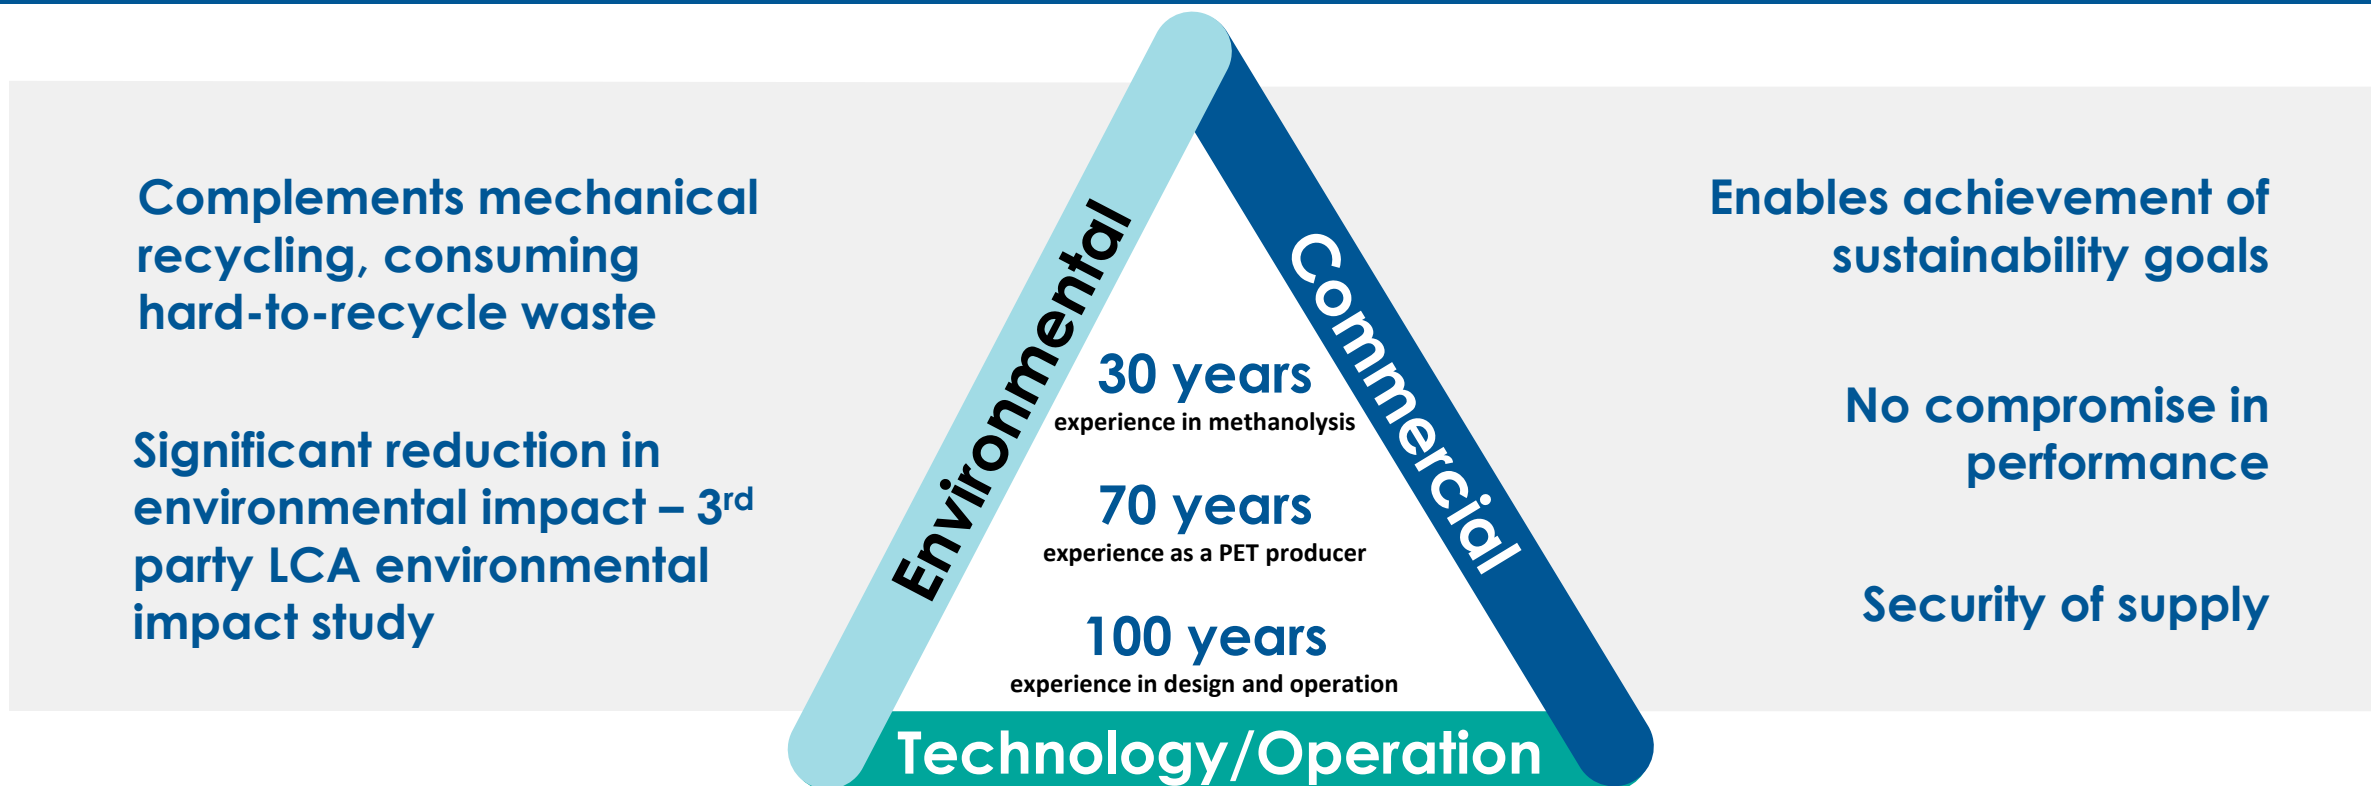 Complements mechanical
recycling, consuming
hard-to-recycle waste
Significant reduction in
environmental impact – 3rd
party LCA environmental
impact study
Environmental
30 years
experience in methanolysis
70 years
experience as a PET producer
100 years
experience in design and operation
Technology/Operation
Commercial
Enables achievement of
sustainability goals
No compromise in
performance
Security of supply